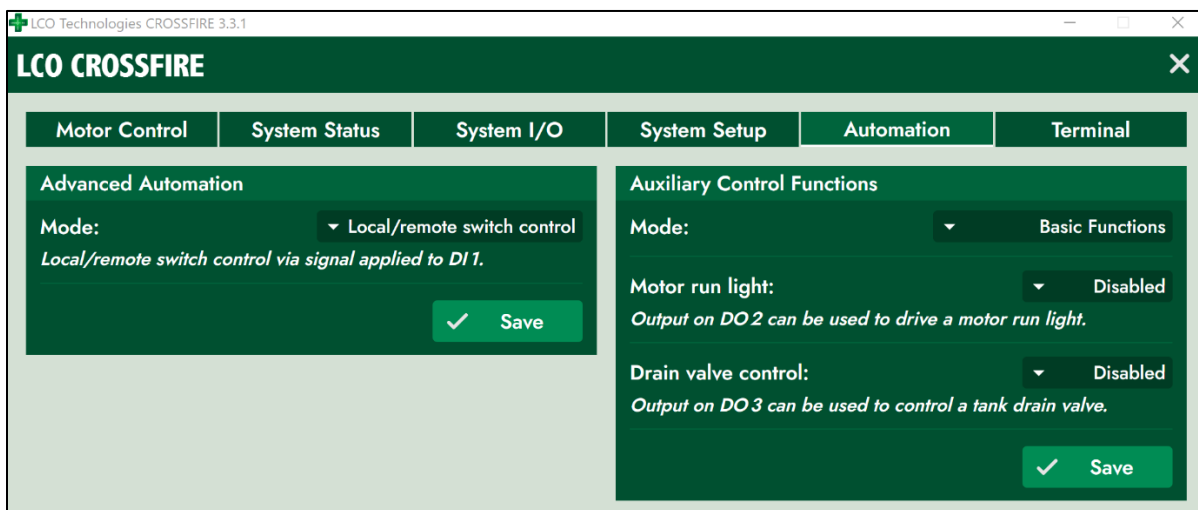 LCO Technologies CROSSFIRE 3.3.1
LCO CROSSFIRE
Motor Control
System Status
System I/O
System Setup
Automation
Terminal
Advanced Automation
Mode:
Local/remote switch control
Local/remote switch control via signal applied to DI 1.
Save
Auxiliary Control Functions
Mode:
Basic Functions
Motor run light:
Disabled
Output on DO 2 can be used to drive a motor run light.
Drain valve control:
Disabled
Output on DO 3 can be used to control a tank drain valve.
Save